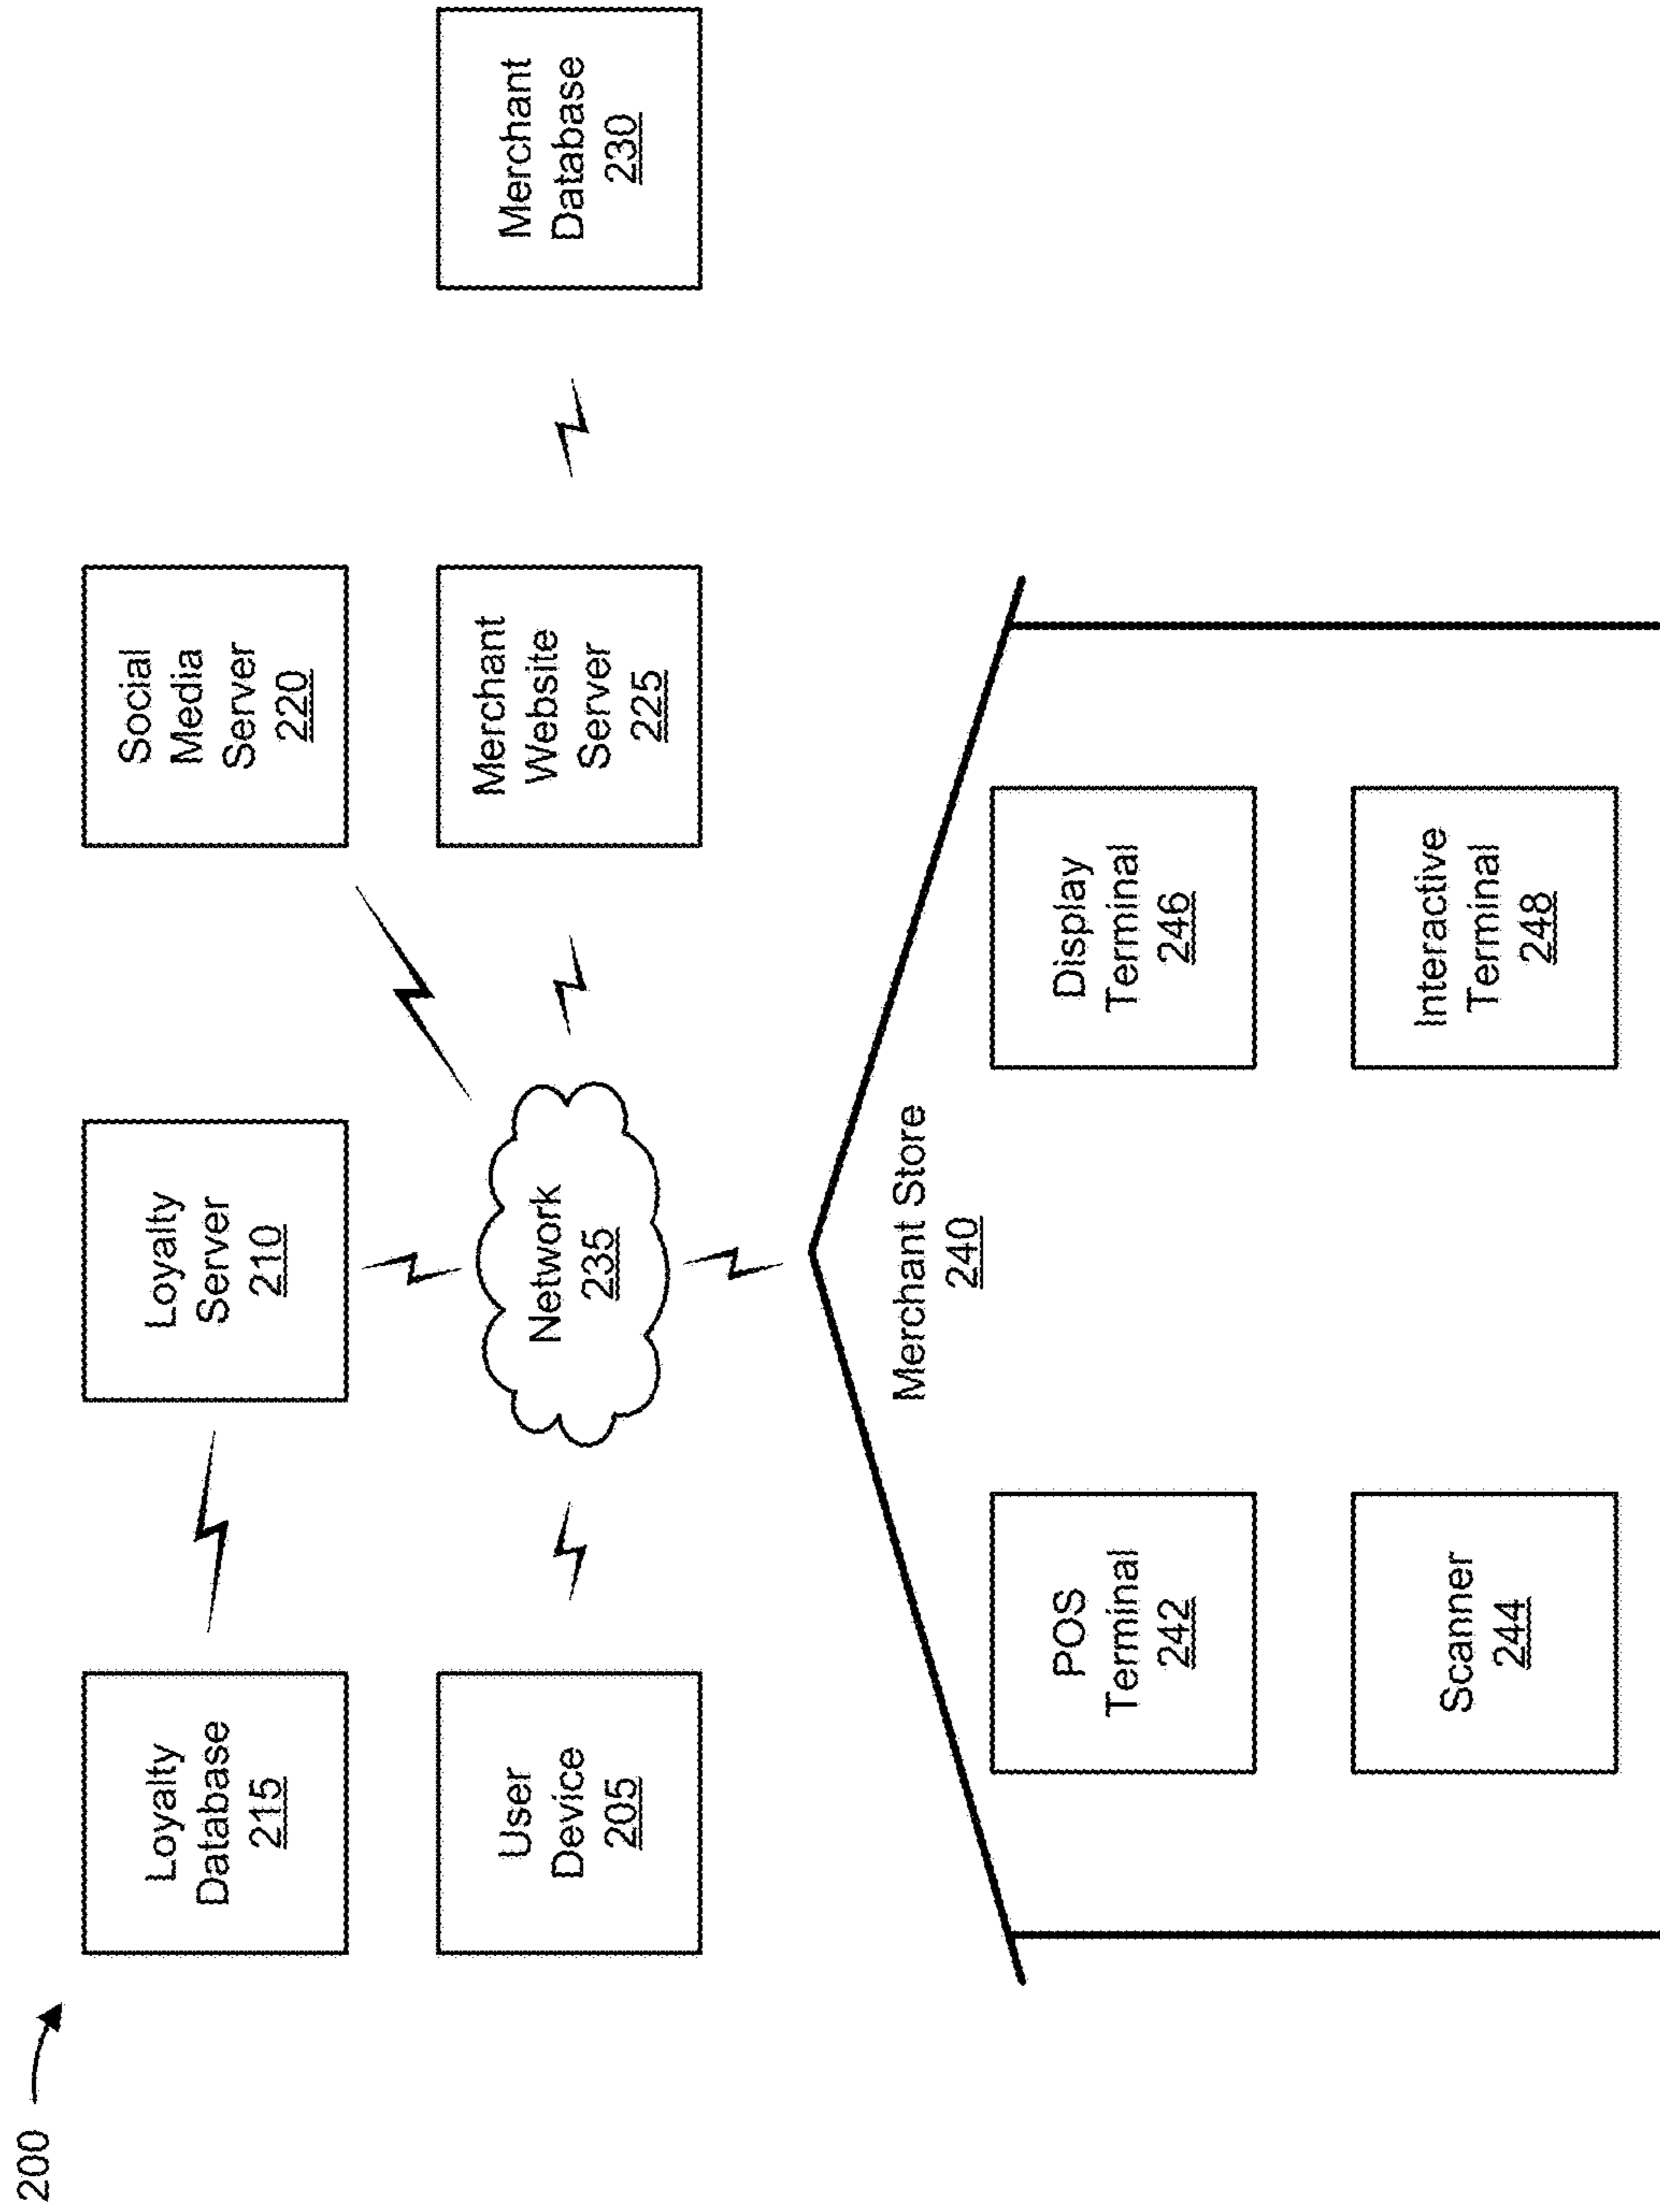 200
Loyalty
Database
215
Loyalty
Server
210
Social
Media
Server
220
User
Device
205
Network
235
Merchant
Website
Server
225
Merchant
Database
230
Merchant Store
240
POS
Terminal
242
Display
Terminal
246
Scanner
244
Interactive
Terminal
248